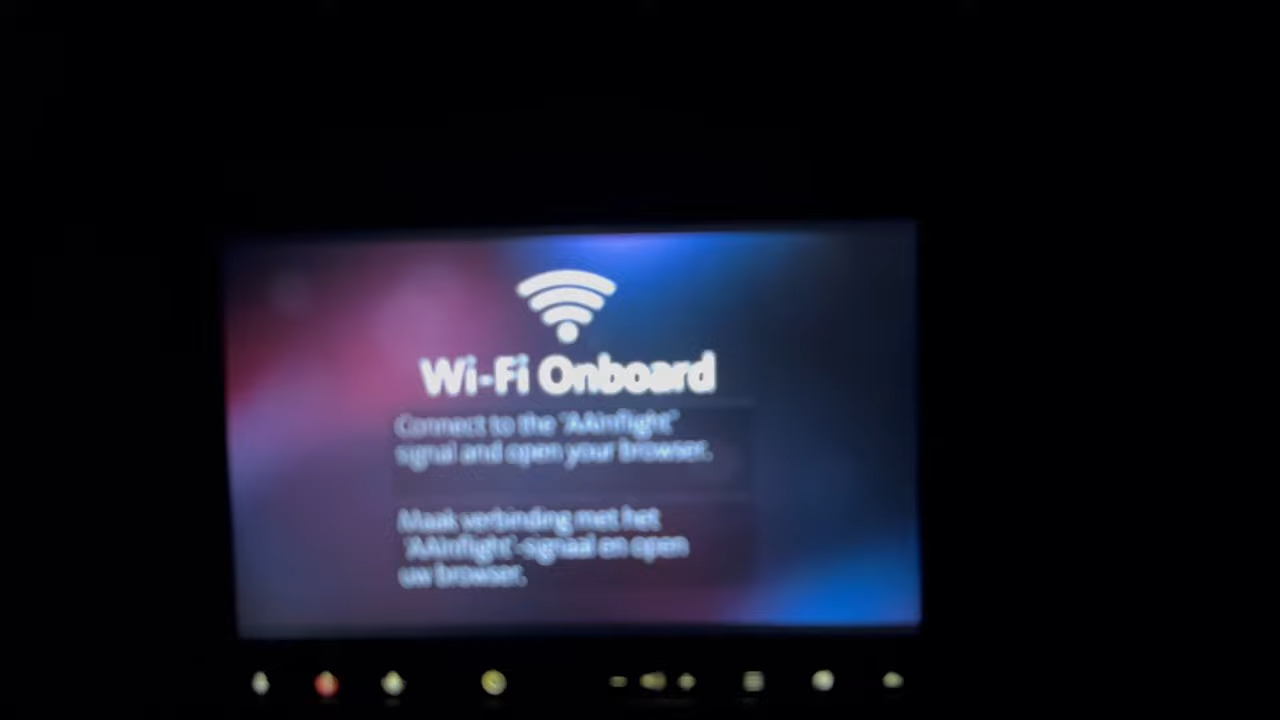 Wi-Fi Onboard
Connect to the "AAInflight"
signal and open your browser.
Maak verbinding met het
'AAInflight'-signaal en open
uw browser.